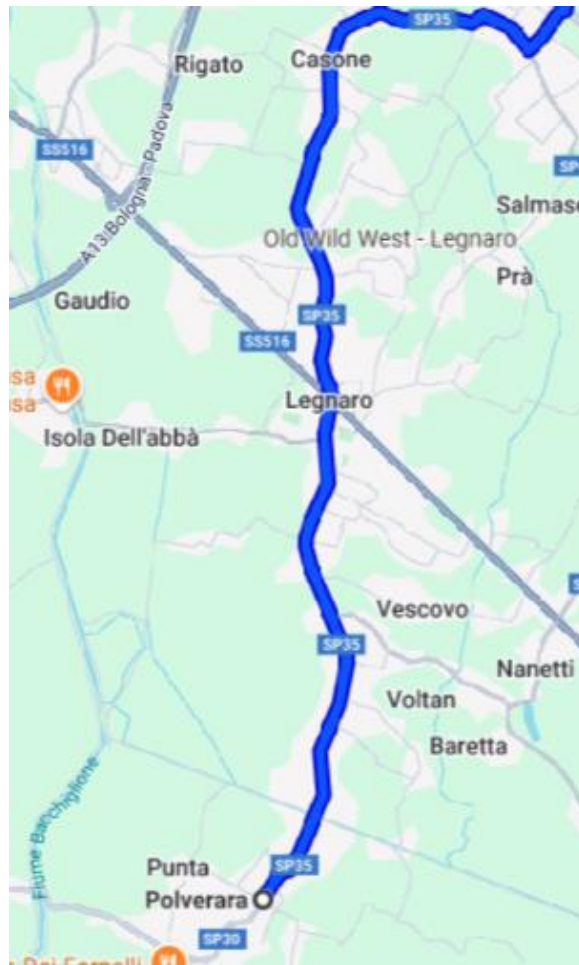 SP35
Rigato
Casone
SS516
A13 Bologna - Padova
Salmaso
Old Wild West - Legnaro
Prà
Gaudio
SP35
SS516
Legnaro
Isola Dell'abbà
Vescovo
SP35
Nanetti
Voltan
Baretta
Fiume Bacchiglione
Punta
SP35
Polverara
SP30